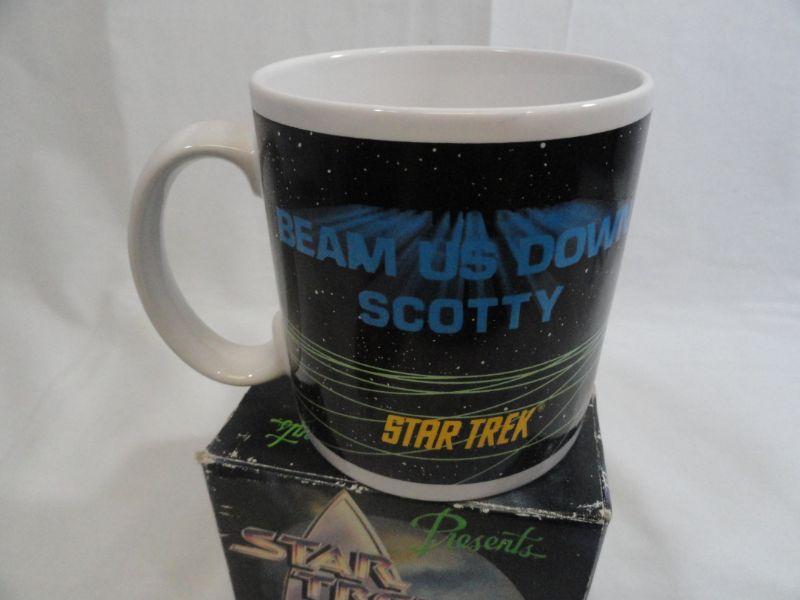 BEAM US DOWN
SCOTTY
STAR TREK®
Presents
STAR
TREK